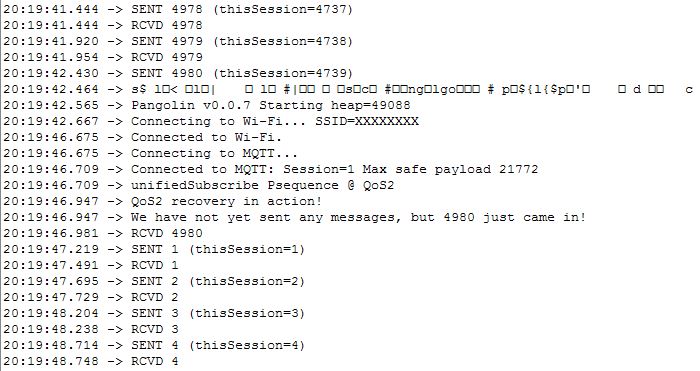 20:19:41.444 -> SENT 4978 (thisSession=4737)
20:19:41.444 -> RCVD 4978
20:19:41.920 -> SENT 4979 (thisSession=4738)
20:19:41.954 -> RCVD 4979
20:19:42.430 -> SENT 4980 (thisSession=4739)
20:19:42.464 ->
20:19:42.565 -> Pangolin v0.0.7 Starting heap=49088
20:19:42.667 -> Connecting to Wi-Fi... SSID=XXXXXXXX
20:19:46.675 -> Connected to Wi-Fi.
20:19:46.675 -> Connecting to MQTT...
20:19:46.709 -> Connected to MQTT: Session=1 Max safe payload 21772
20:19:46.709 -> unifiedSubscribe Psequence @ QoS2
20:19:46.947 -> QoS2 recovery in action!
20:19:46.947 -> We have not yet sent any messages, but 4980 just came in!
20:19:46.981 -> RCVD 4980
20:19:47.219 -> SENT 1 (thisSession=1)
20:19:47.491 -> RCVD 1
20:19:47.695 -> SENT 2 (thisSession=2)
20:19:47.729 -> RCVD 2
20:19:48.204 -> SENT 3 (thisSession=3)
20:19:48.238 -> RCVD 3
20:19:48.714 -> SENT 4 (thisSession=4)
20:19:48.748 -> RCVD 4